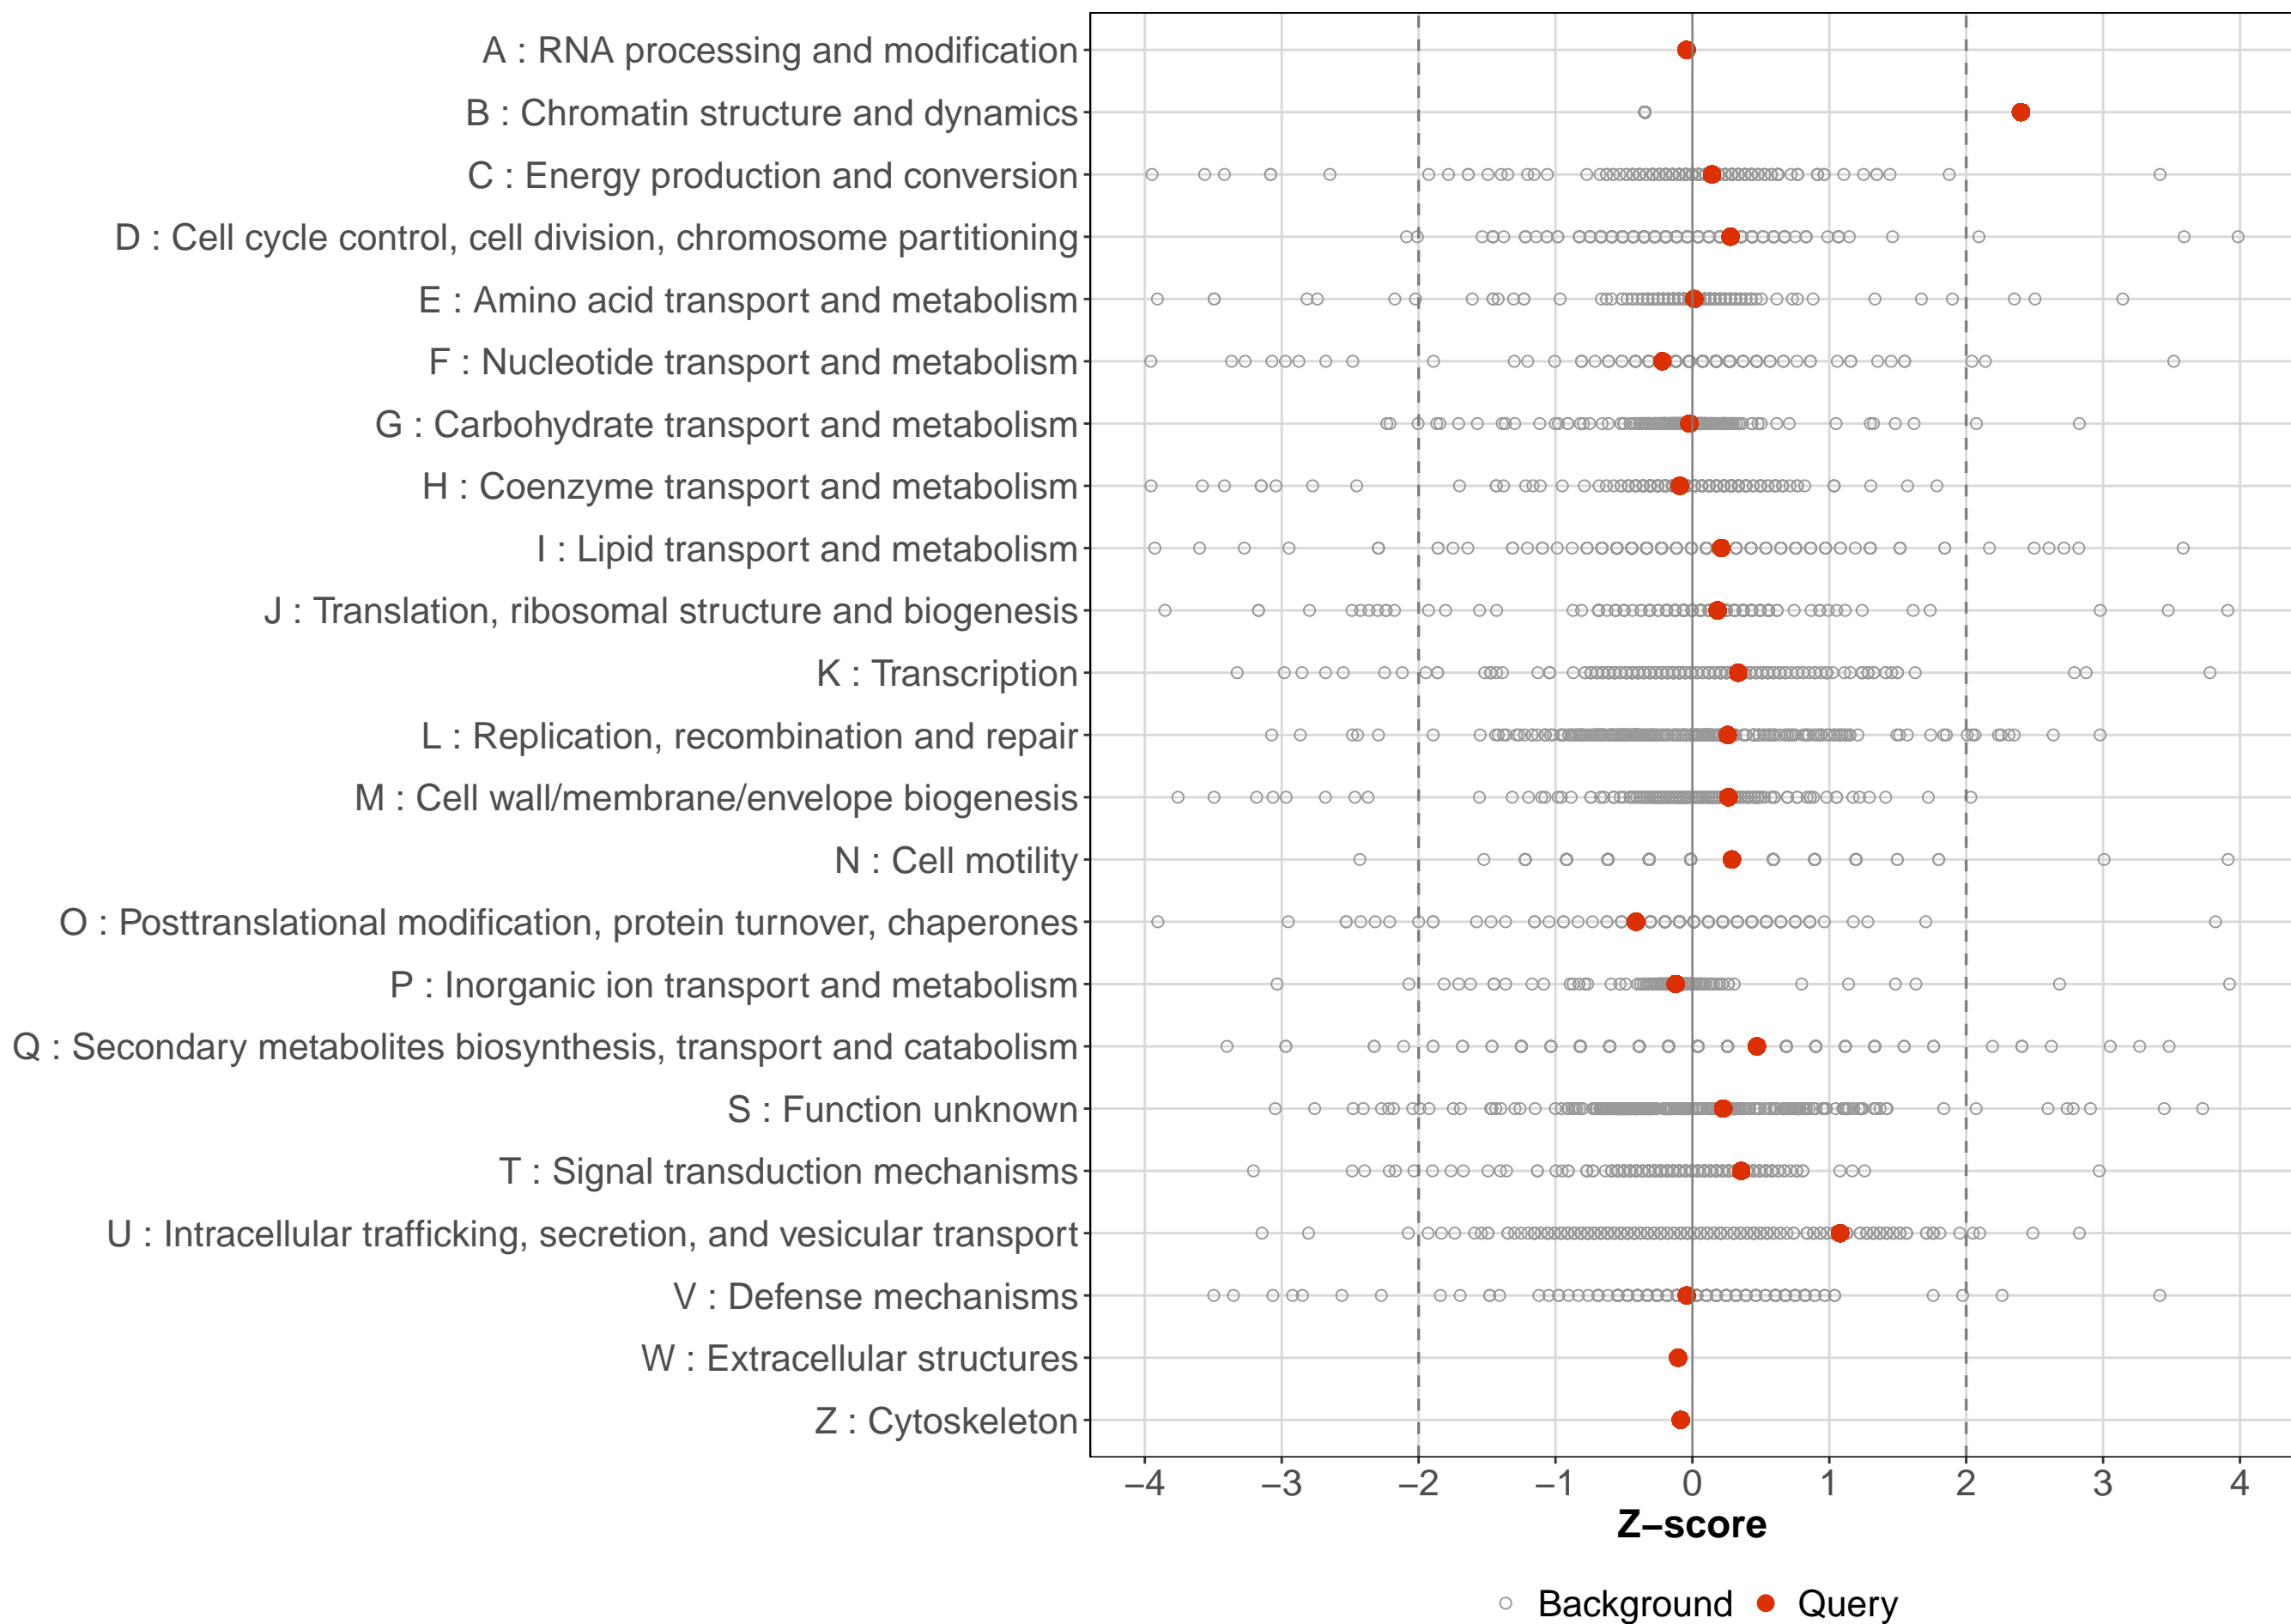 A : RNA processing and modification
B : Chromatin structure and dynamics
C : Energy production and conversion
D : Cell cycle control, cell division, chromosome partitioning
E : Amino acid transport and metabolism
F : Nucleotide transport and metabolism
G : Carbohydrate transport and metabolism
H : Coenzyme transport and metabolism
I : Lipid transport and metabolism
J : Translation, ribosomal structure and biogenesis
K : Transcription
L : Replication, recombination and repair
M : Cell wall/membrane/envelope biogenesis
N : Cell motility
O : Posttranslational modification, protein turnover, chaperones
P : Inorganic ion transport and metabolism
Q : Secondary metabolites biosynthesis, transport and catabolism
S : Function unknown
T : Signal transduction mechanisms
U : Intracellular trafficking, secretion, and vesicular transport
V : Defense mechanisms
W : Extracellular structures
Z : Cytoskeleton
−4 −3 −2 −1 0 1 2 3 4
Z−score
Background Query